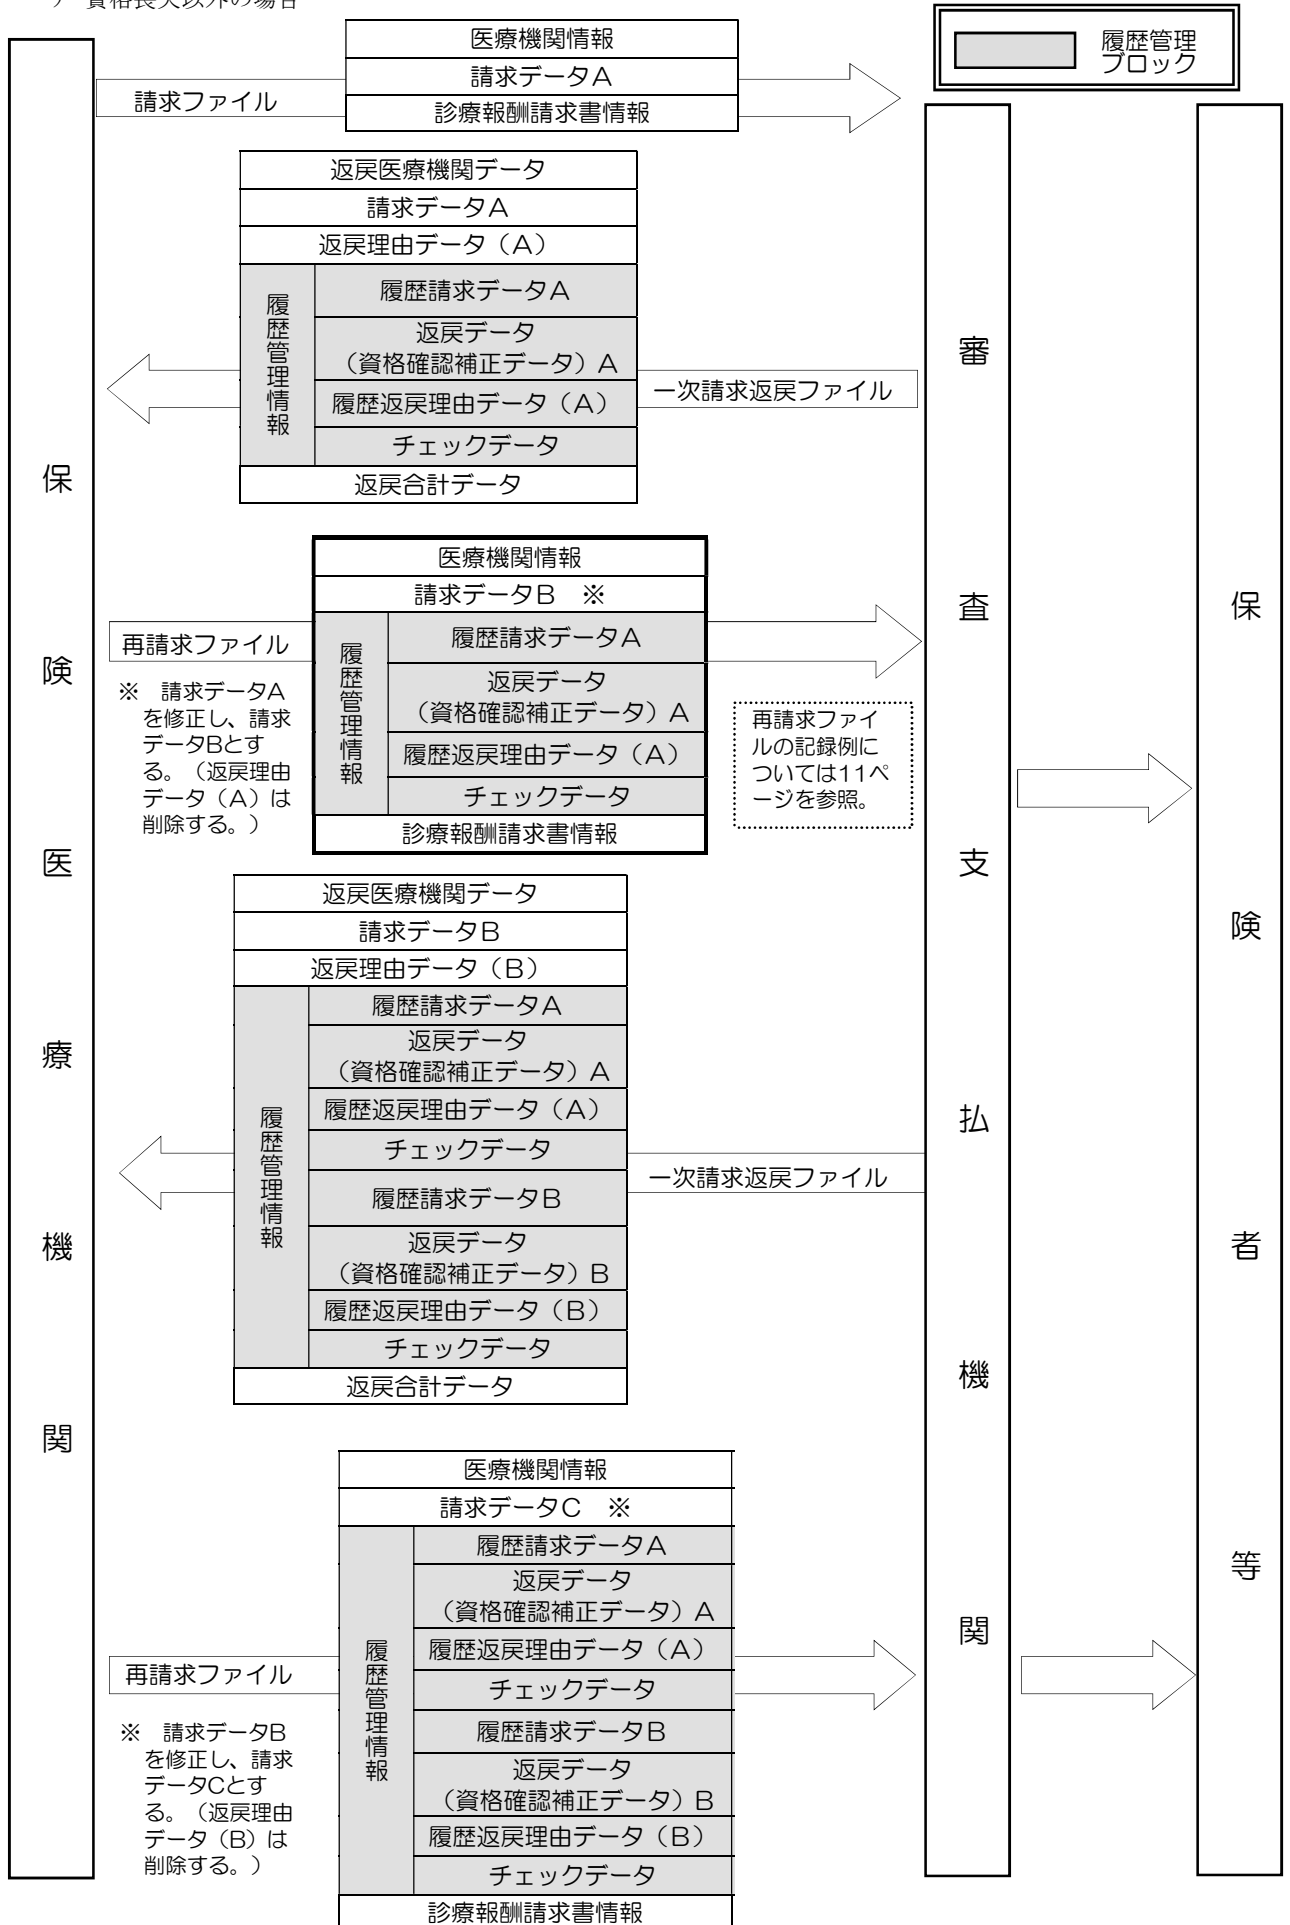 資格喪失以外の場合
履歴管理
ブロック
医療機関情報
請求データA
診療報酬請求書情報
請求ファイル
返戻医療機関データ
請求データA
返戻理由データ（A）
履歴管理情報
履歴請求データA
返戻データ
（資格確認補正データ）A
履歴返戻理由データ（A）
チェックデータ
返戻合計データ
一次請求返戻ファイル
医療機関情報
請求データB　※
履歴管理情報
履歴請求データA
返戻データ
（資格確認補正データ）A
履歴返戻理由データ（A）
チェックデータ
診療報酬請求書情報
再請求ファイル
※　請求データA
を修正し、請求
データBとす
る。（返戻理由
データ（A）は
削除する。）
再請求ファイ
ルの記録例に
ついては11ペ
ージを参照。
返戻医療機関データ
請求データB
返戻理由データ（B）
履歴管理情報
履歴請求データA
返戻データ
（資格確認補正データ）A
履歴返戻理由データ（A）
チェックデータ
履歴請求データB
返戻データ
（資格確認補正データ）B
履歴返戻理由データ（B）
チェックデータ
返戻合計データ
一次請求返戻ファイル
医療機関情報
請求データC　※
履歴管理情報
履歴請求データA
返戻データ
（資格確認補正データ）A
履歴返戻理由データ（A）
チェックデータ
履歴請求データB
返戻データ
（資格確認補正データ）B
履歴返戻理由データ（B）
チェックデータ
診療報酬請求書情報
再請求ファイル
※　請求データB
を修正し、請求
データCとす
る。（返戻理由
データ（B）は
削除する。）
保険医療機関
審査支払機関
保険者等